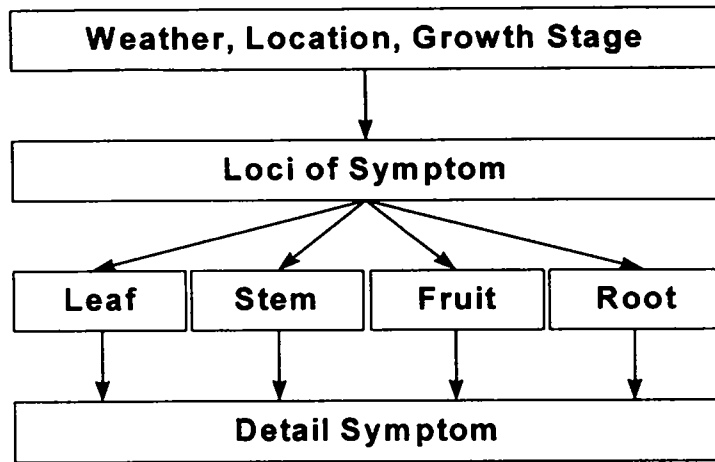 Weather, Location, Growth Stage
Loci of Symptom
Leaf
Stem
Fruit
Root
Detail Symptom